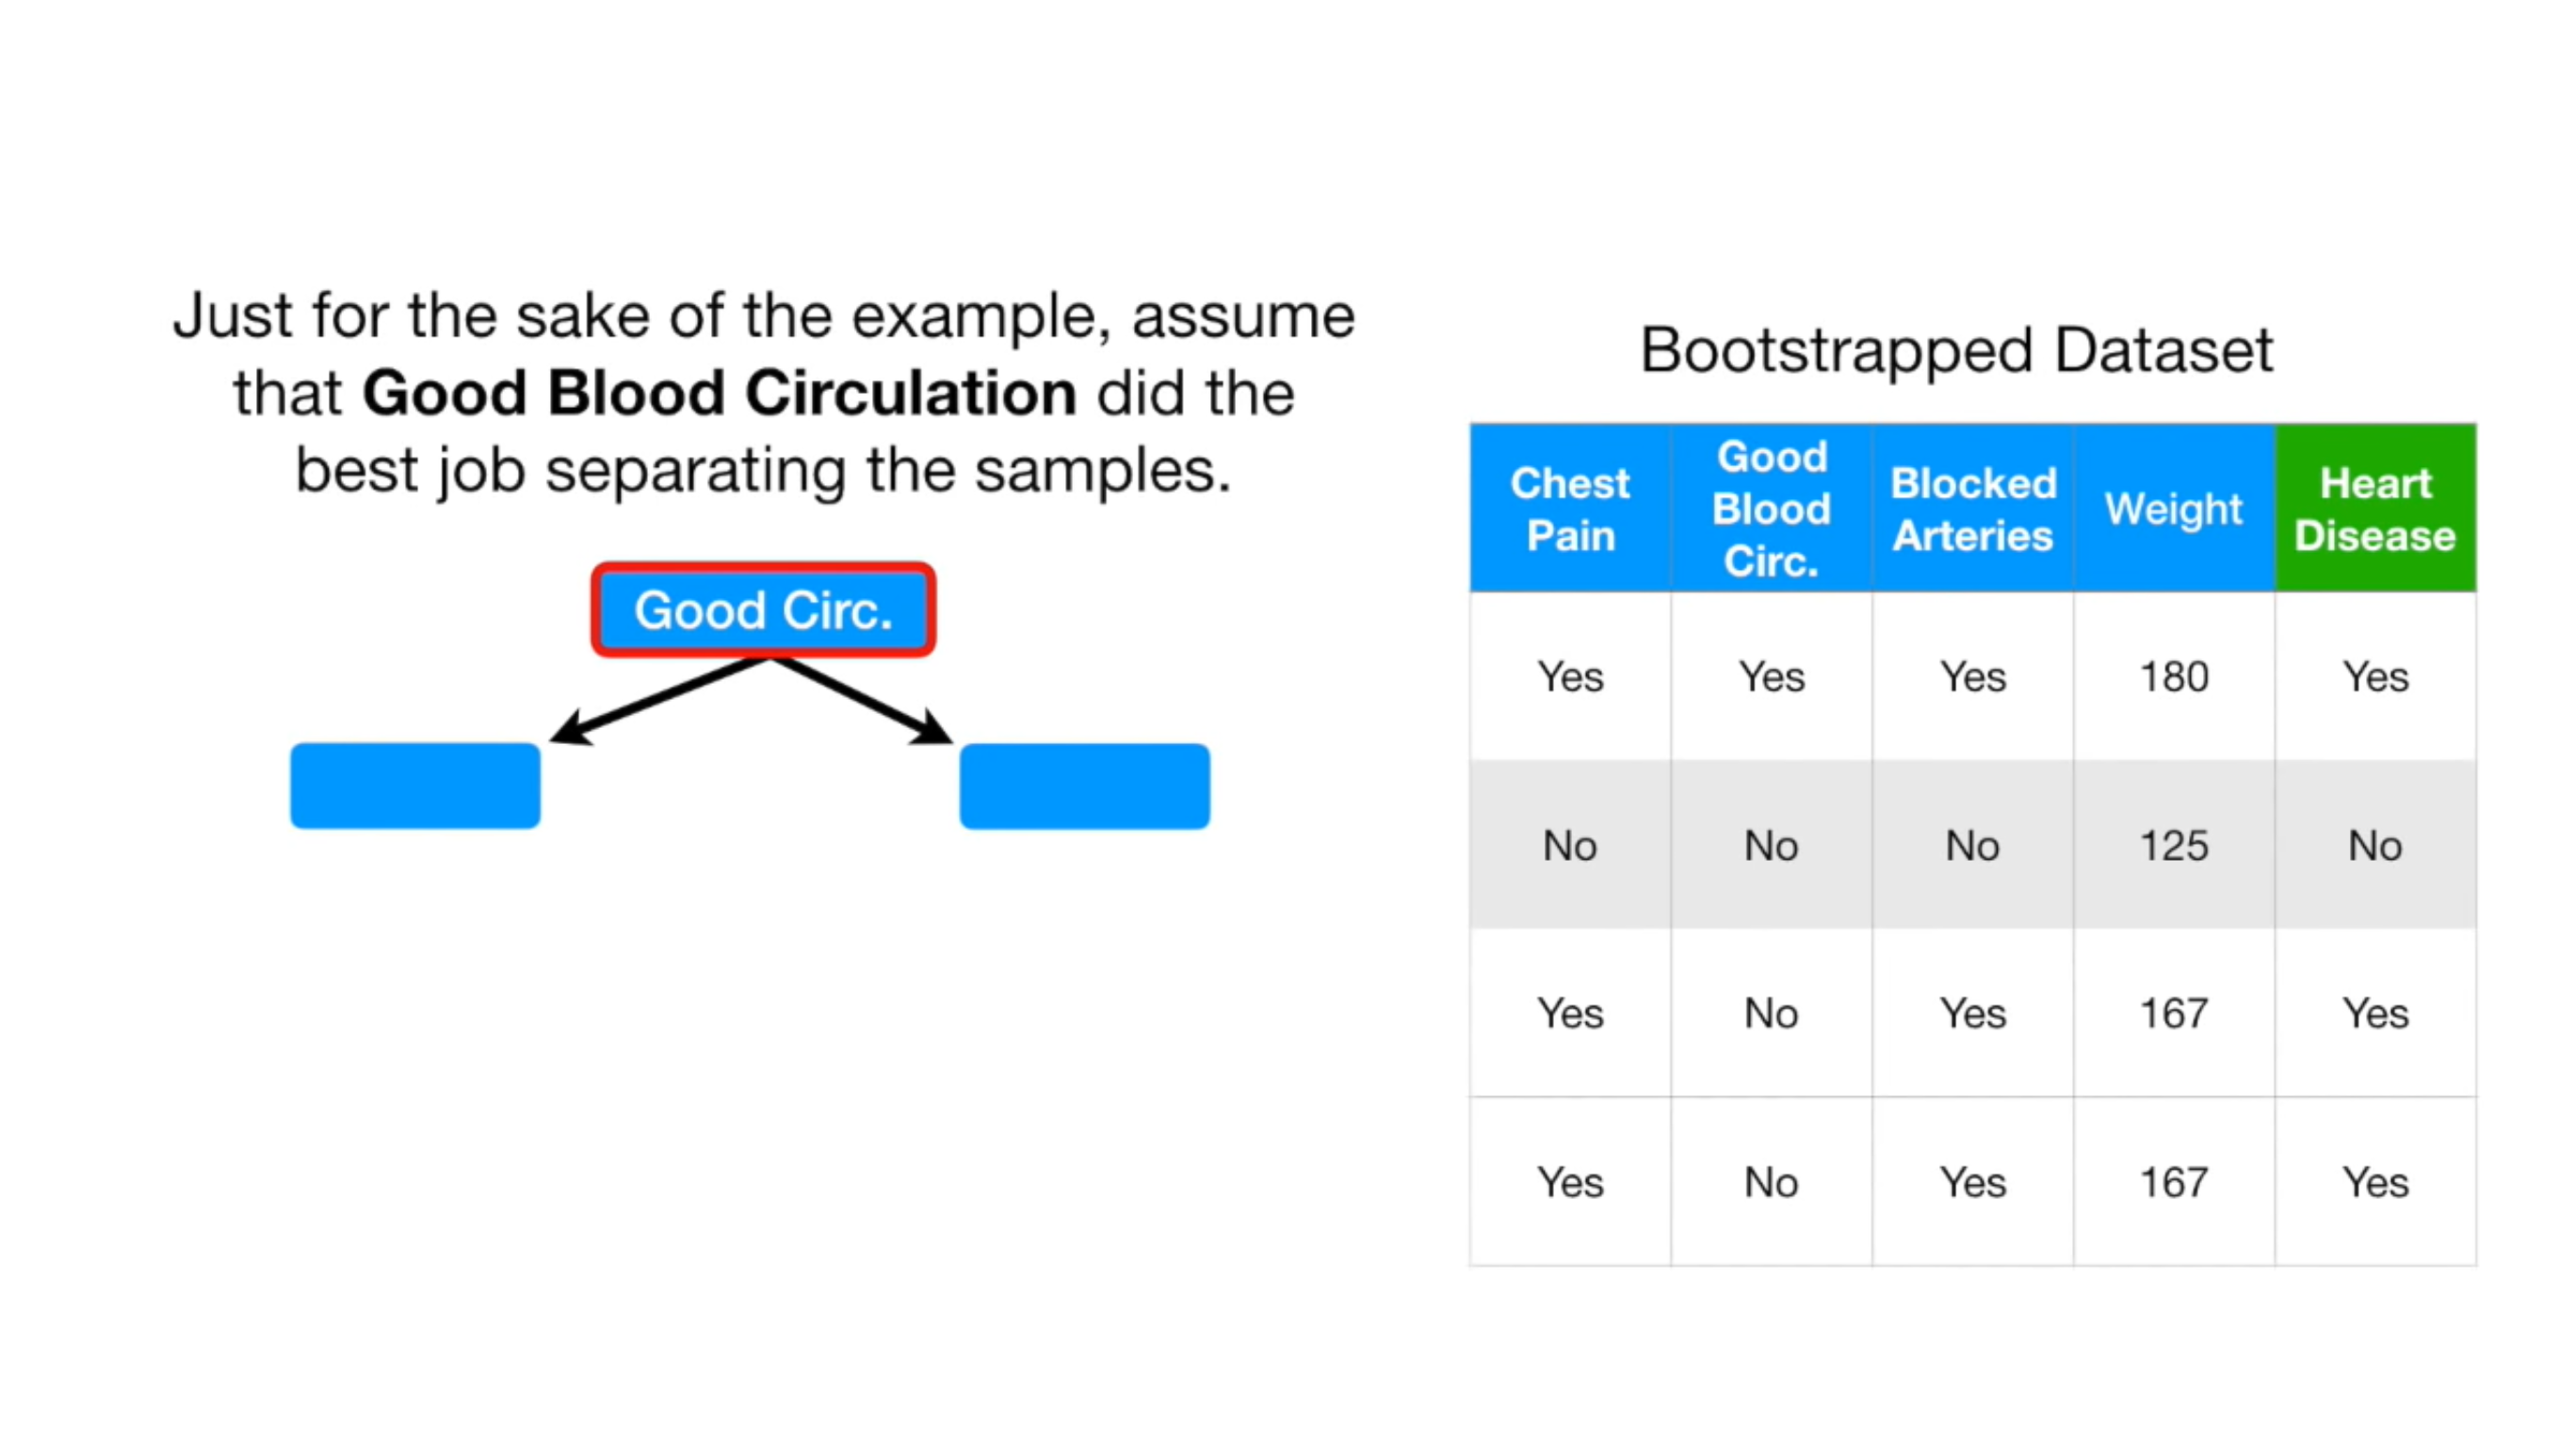 Just for the sake of the example, assume
that Good Blood Circulation did the
best job separating the samples.
Good Circ.
Bootstrapped Dataset
Chest Pain
Good Blood Circ.
Blocked Arteries
Weight
Heart Disease
Yes Yes Yes 180 Yes
No No No 125 No
Yes No Yes 167 Yes
Yes No Yes 167 Yes